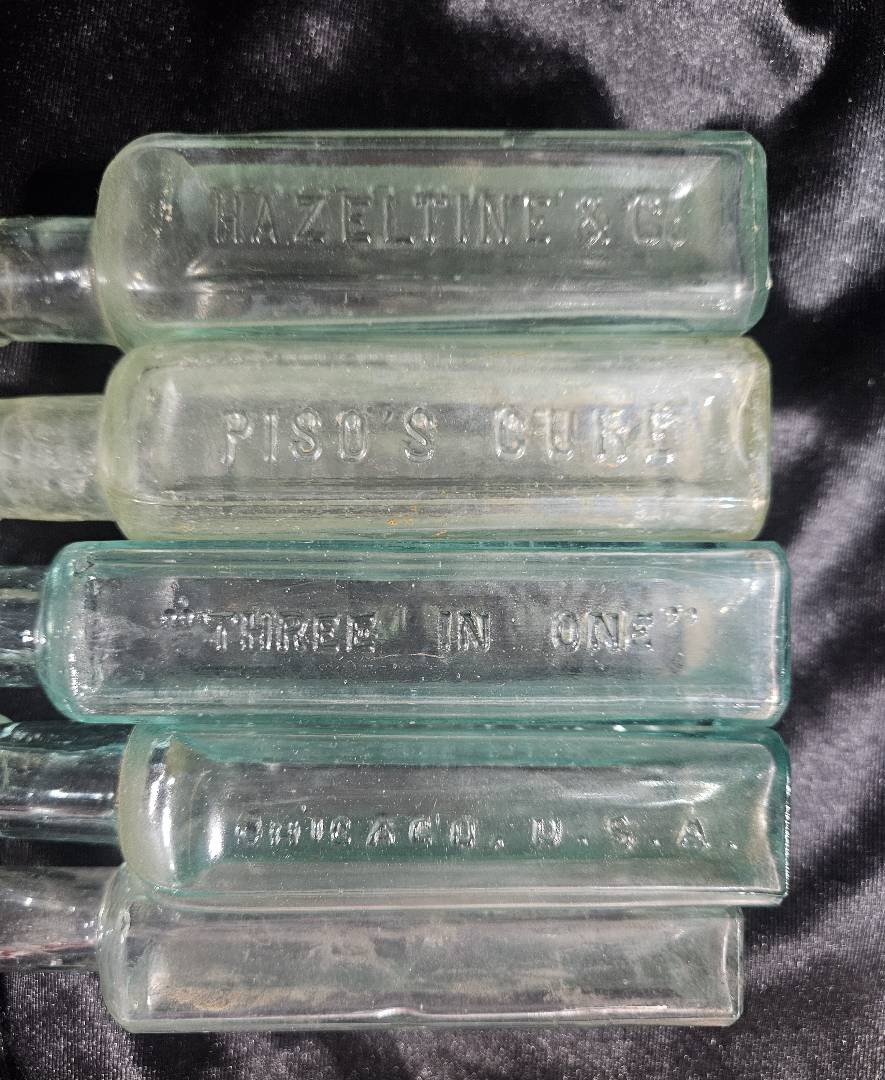 HAZELTINE & Co
PISO'S CURE
"THREE IN ONE"
CHICAGO, U.S.A.